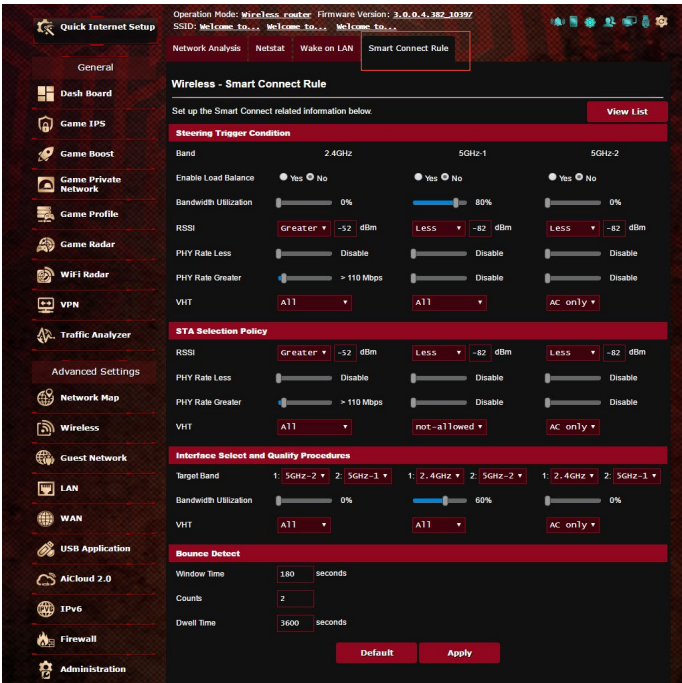 Quick Internet Setup
Operation Mode: Wireless router Firmware Version: 3.0.0.4.382_10397
SSID: Welcome to... Welcome to... Welcome to...
Network Analysis Netstat Wake on LAN Smart Connect Rule
General
Dash Board
Game IPS
Game Boost
Game Private
Network
Game Profile
Game Radar
WiFi Radar
VPN
Traffic Analyzer
Advanced Settings
Network Map
Wireless
Guest Network
LAN
WAN
USB Application
AiCloud 2.0
IPv6
Firewall
Administration
Wireless - Smart Connect Rule
Set up the Smart Connect related information below. View List
Steering Trigger Condition
Band 2.4GHz 5GHz-1 5GHz-2
Enable Load Balance Yes No Yes No Yes No
Bandwidth Utilization 0% 80% 0%
RSSI Greater -52 dBm Less -82 dBm Less -82 dBm
PHY Rate Less Disable Disable Disable
PHY Rate Greater > 110 Mbps Disable Disable
VHT All All AC only
STA Selection Policy
RSSI Greater -52 dBm Less -82 dBm Less -82 dBm
PHY Rate Less Disable Disable Disable
PHY Rate Greater > 110 Mbps Disable Disable
VHT All not-allowed AC only
Interface Select and Qualify Procedures
Target Band 1: 5GHz-2 2: 5GHz-1 1: 2.4GHz 2: 5GHz-2 1: 2.4GHz 2: 5GHz-1
Bandwidth Utilization 0% 60% 0%
VHT All All AC only
Bounce Detect
Window Time 180 seconds
Counts 2
Dwell Time 3600 seconds
Default Apply